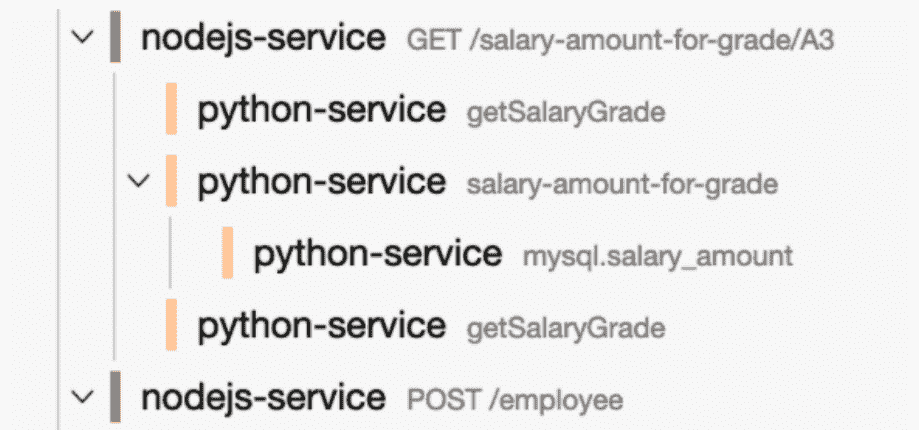 nodejs-service GET /salary-amount-for-grade/A3
python-service getSalaryGrade
python-service salary-amount-for-grade
python-service mysql.salary_amount
python-service getSalaryGrade
nodejs-service POST /employee